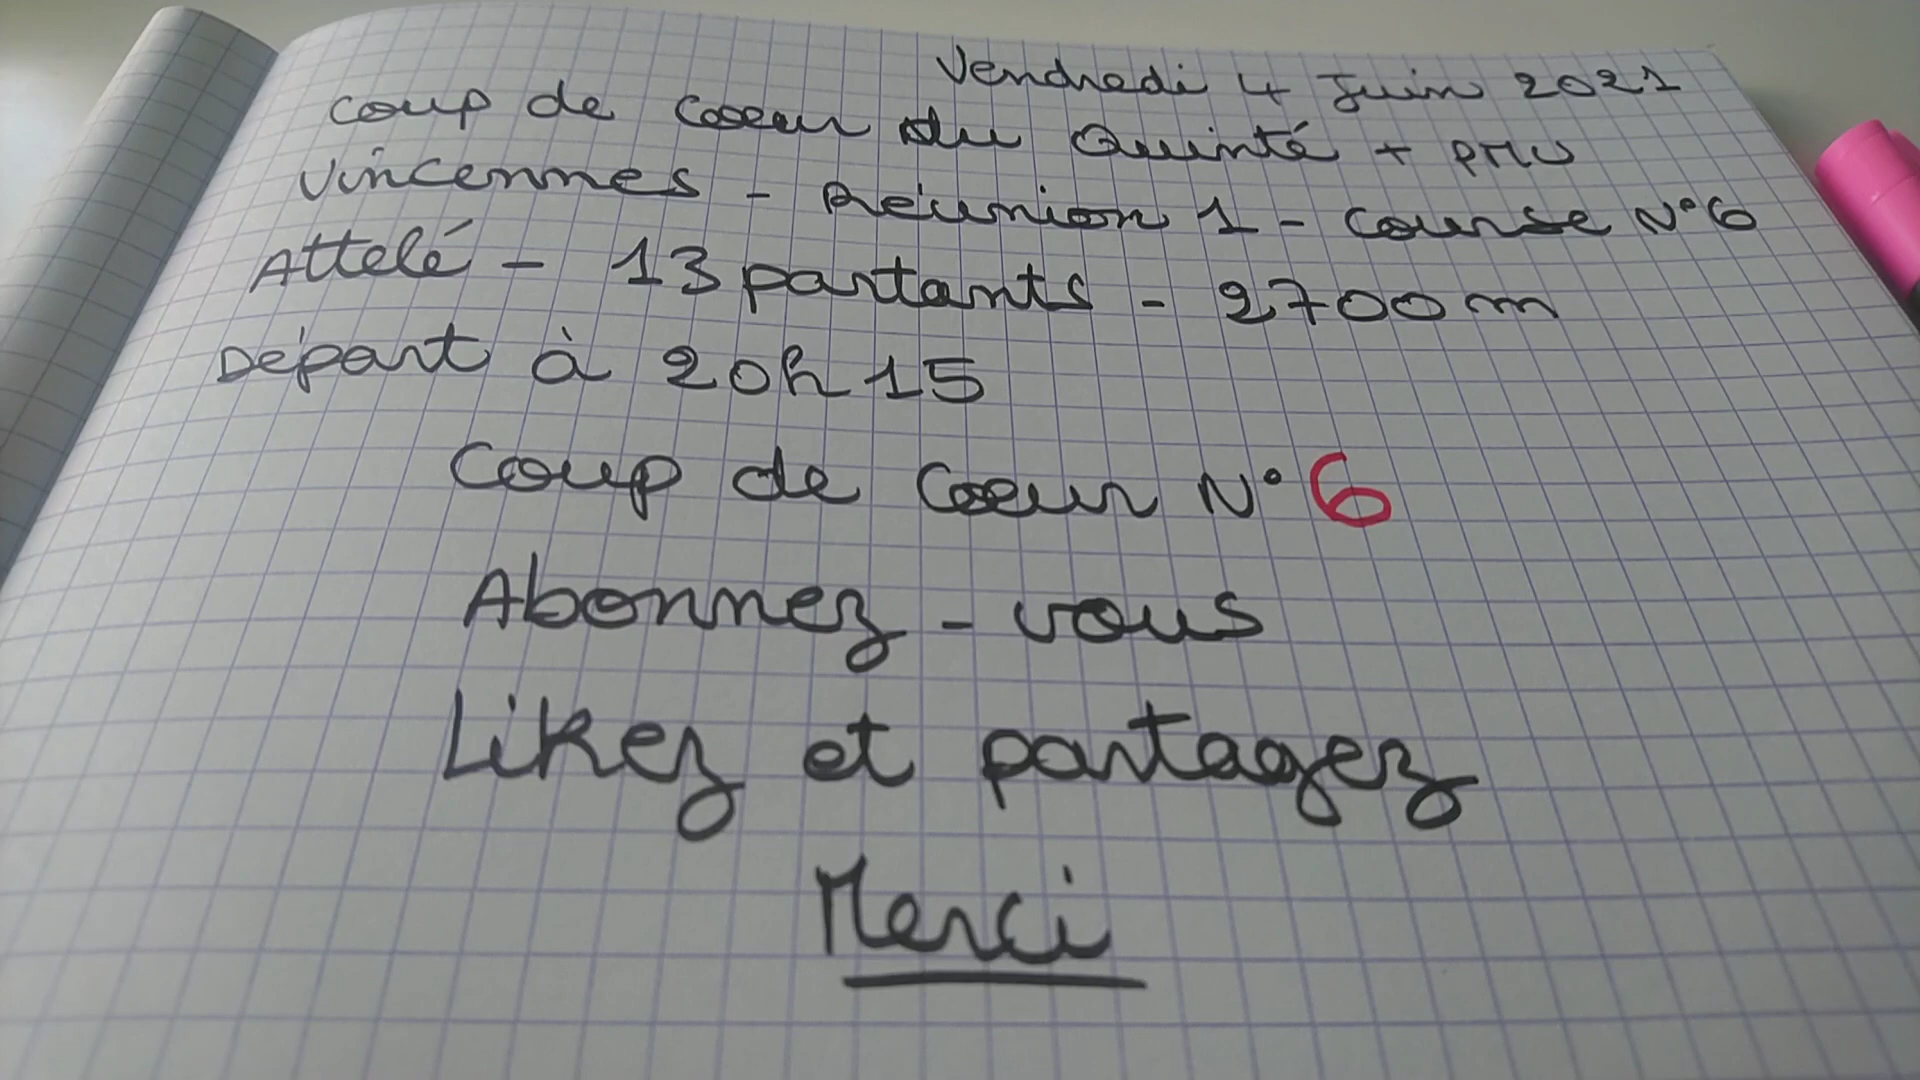 Vendredi 4 Juin 2021
Coup de Coeur du Quinté + PMU
Vincennes - Réunion 1 - Course N°6
Attelé - 13 partants - 2700 m
Départ à 20h15
Coup de Coeur N° 6
Abonnez-vous
Likez et partagez
Merci